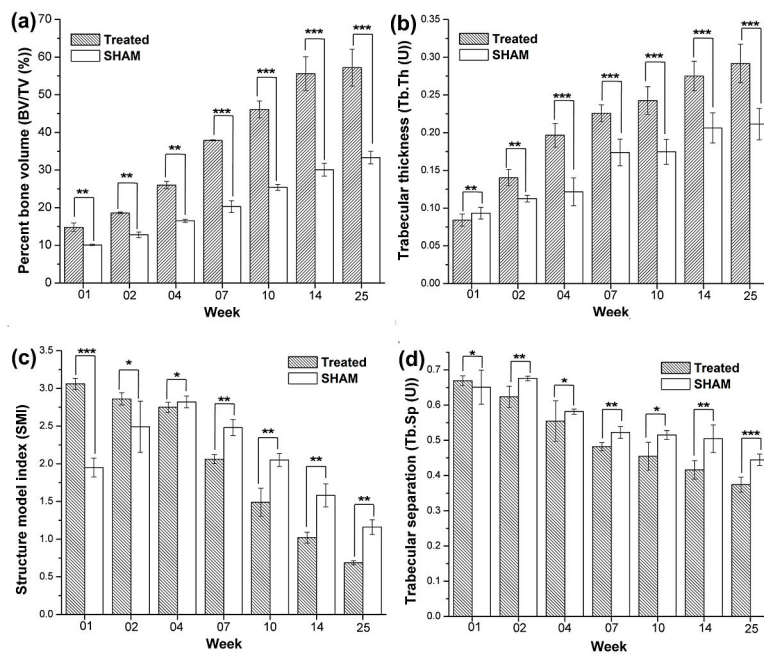 (a)
Treated
SHAM
Percent bone volume (BV/TV (%))
70
60
50
40
30
20
10
0
**
**
**
***
***
***
***
01 02 04 07 10 14 25
Week
(b)
Treated
SHAM
Trabecular thickness (Tb.Th (U))
0.30
0.25
0.20
0.15
0.10
0.05
0.00
**
**
***
***
***
***
***
01 02 04 07 10 14 25
Week
(c)
Treated
SHAM
Structure model index (SMI)
3.5
3.0
2.5
2.0
1.5
1.0
0.5
0.0
***
*
*
**
**
**
**
01 02 04 07 10 14 25
Week
(d)
Treated
SHAM
Trabecular separation (Tb.Sp (U))
0.7
0.6
0.5
0.4
0.3
0.2
0.1
0.0
*
**
*
**
*
**
***
01 02 04 07 10 14 25
Week